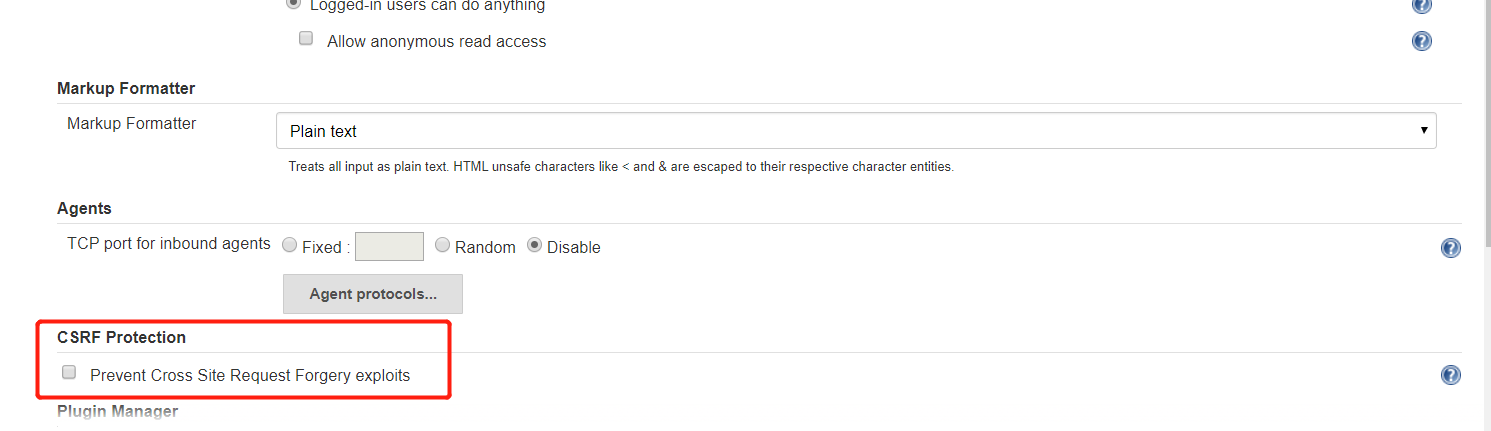 Logged-in users can do anything
Allow anonymous read access
Markup Formatter
Markup Formatter Plain text
Treats all input as plain text. HTML unsafe characters like < and & are escaped to their respective character entities.
Agents
TCP port for inbound agents Fixed : Random Disable
Agent protocols...
CSRF Protection
Prevent Cross Site Request Forgery exploits
Plugin Manager